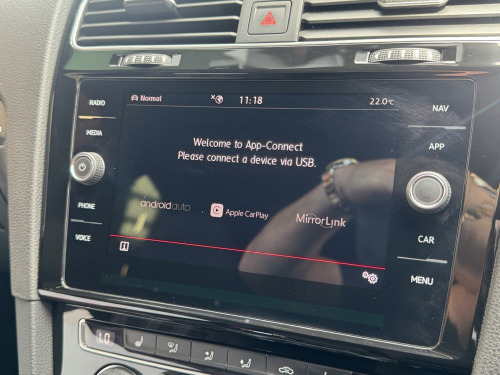 RADIO
MEDIA
PHONE
VOICE
Normal
11:18
22.0°C
Welcome to App-Connect
Please connect a device via USB.
androidauto
Apple CarPlay
MirrorLink
NAV
APP
CAR
MENU